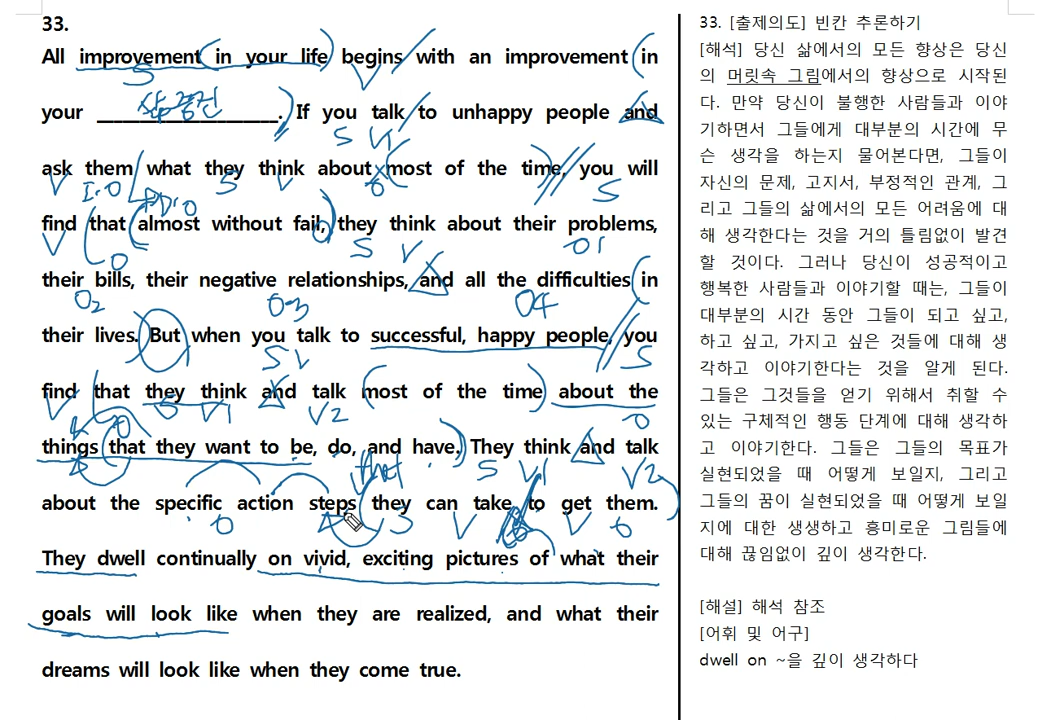 33.
All improvement in your life begins with an improvement in
S V
your ____________________. If you talk to unhappy people and
S V1
ask them what they think about most of the time, you will
V I.O D.O S V O S
find that almost without fail, they think about their problems,
V O S V O1
their bills, their negative relationships, and all the difficulties in
O2 O3 O4
their lives. But when you talk to successful, happy people, you
S V S
find that they think and talk most of the time about the
V O S V1 V2 O
things that they want to be, do, and have. They think and talk
that S V1 V2
about the specific action steps they can take to get them.
O S V V O
They dwell continually on vivid, exciting pictures of what their
goals will look like when they are realized, and what their
dreams will look like when they come true.
33. [출제의도] 빈칸 추론하기
[해석] 당신 삶에서의 모든 향상은 당신
의 머릿속 그림에서의 향상으로 시작된
다. 만약 당신이 불행한 사람들과 이야
기하면서 그들에게 대부분의 시간에 무
슨 생각을 하는지 물어본다면, 그들이
자신의 문제, 고지서, 부정적인 관계, 그
리고 그들의 삶에서의 모든 어려움에 대
해 생각한다는 것을 거의 틀림없이 발견
할 것이다. 그러나 당신이 성공적이고
행복한 사람들과 이야기할 때는, 그들이
대부분의 시간 동안 그들이 되고 싶고,
하고 싶고, 가지고 싶은 것들에 대해 생
각하고 이야기한다는 것을 알게 된다.
그들은 그것들을 얻기 위해서 취할 수
있는 구체적인 행동 단계에 대해 생각하
고 이야기한다. 그들은 그들의 목표가
실현되었을 때 어떻게 보일지, 그리고
그들의 꿈이 실현되었을 때 어떻게 보일
지에 대한 생생하고 흥미로운 그림들에
대해 끊임없이 깊이 생각한다.
[해설] 해석 참조
[어휘 및 어구]
dwell on ~을 깊이 생각하다